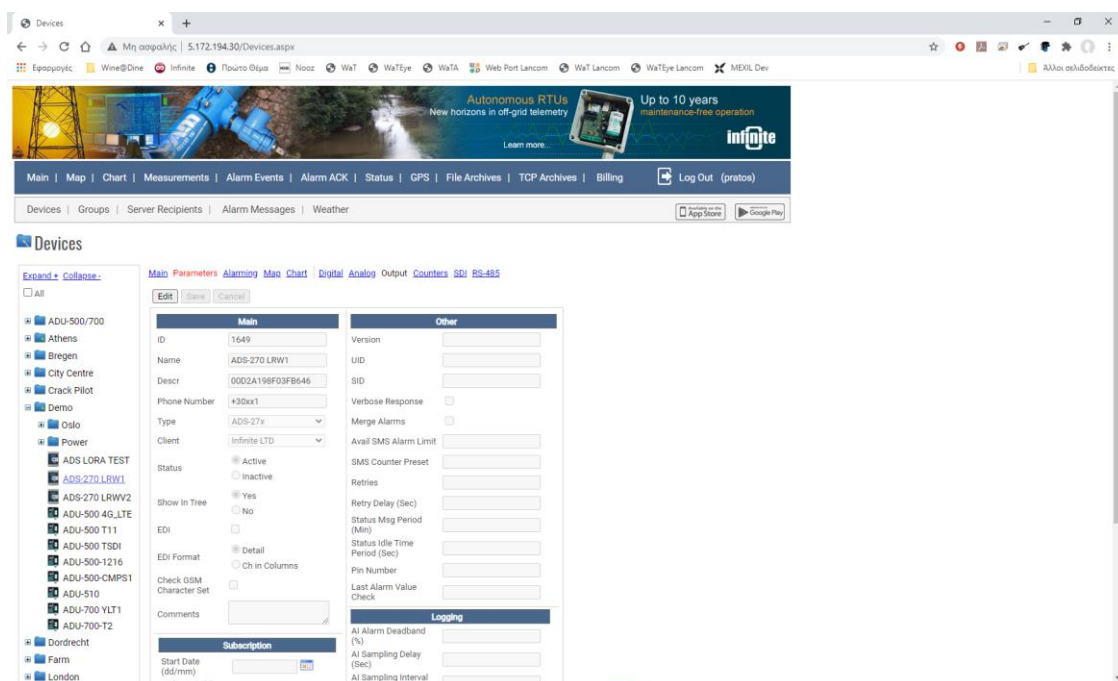 Devices
Μη ασφαλής | 5.172.194.30/Devices.aspx
Εφαρμογές Wine@Dine Infinite Πρώτο Θέμα Nooz WaT WaTEye WaTA Web Port Lancom WaT Lancom WaTEye Lancom MEXIL Dev Άλλοι σελιδοδείκτες
Autonomous RTUs
New horizons in off-grid telemetry
Learn more...
Up to 10 years
maintenance-free operation
infinite
Main | Map | Chart | Measurements | Alarm Events | Alarm ACK | Status | GPS | File Archives | TCP Archives | Billing Log Out (pratos)
Devices | Groups | Server Recipients | Alarm Messages | Weather
App Store Google Play
Devices
Expand + Collapse -
All
ADU-500/700
Athens
Bregen
City Centre
Crack Pilot
Demo
Oslo
Power
ADS LORA TEST
ADS-270 LRW1
ADS-270 LRWV2
ADU-500 4G_LTE
ADU-500 T11
ADU-500 TSDI
ADU-500-1216
ADU-500-CMPS1
ADU-510
ADU-700 YLT1
ADU-700-T2
Dordrecht
Farm
London
Main Parameters Alarming Map Chart | Digital Analog Output Counters SDI RS-485
Edit Save Cancel
Main
ID 1649
Name ADS-270 LRW1
Descr 00D2A198F03FB646
Phone Number +30xx1
Type ADS-27x
Client Infinite LTD
Status Active
Inactive
Show In Tree Yes
No
EDI
EDI Format Detail
Ch in Columns
Check GSM
Character Set
Comments
Subscription
Start Date
(dd/mm)
Other
Version
UID
SID
Verbose Response
Merge Alarms
Avail SMS Alarm Limit
SMS Counter Preset
Retries
Retry Delay (Sec)
Status Msg Period
(Min)
Status Idle Time
Period (Sec)
Pin Number
Last Alarm Value
Check
Logging
AI Alarm Deadband
(%)
AI Sampling Delay
(Sec)
AI Sampling Interval